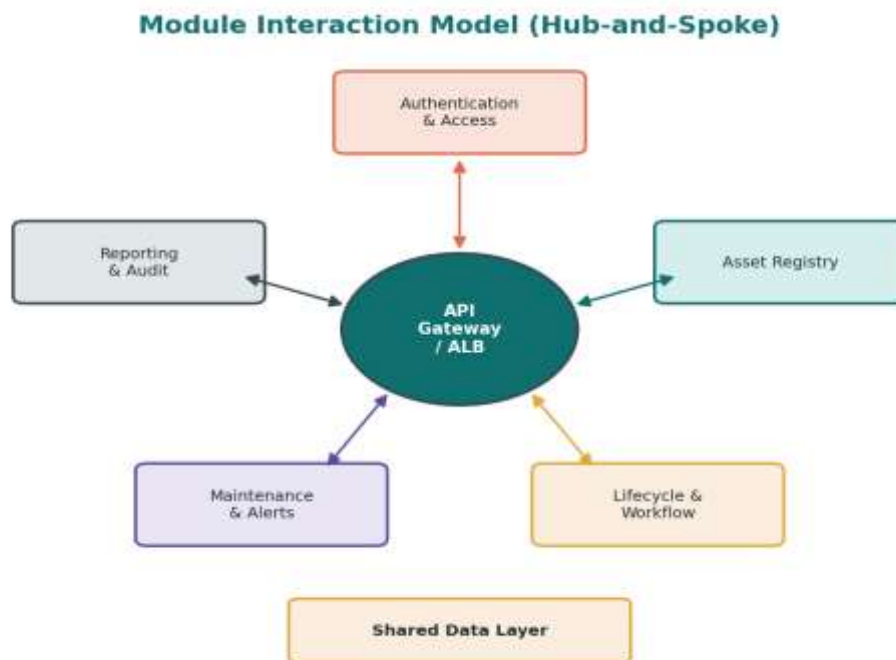 Module Interaction Model (Hub-and-Spoke)
Authentication
& Access
Reporting
& Audit
Asset Registry
API
Gateway
/ ALB
Maintenance
& Alerts
Lifecycle &
Workflow
Shared Data Layer